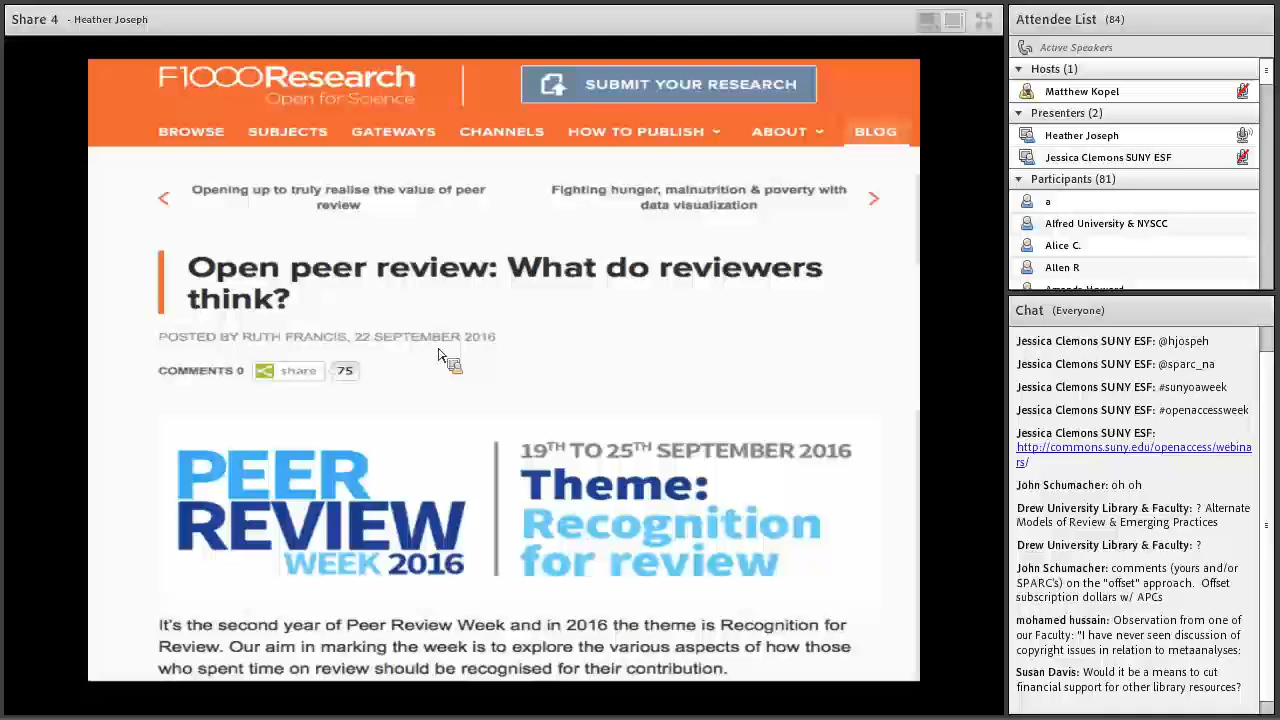 Share 4 - Heather Joseph
F1000Research
Open for Science
SUBMIT YOUR RESEARCH
BROWSE SUBJECTS GATEWAYS CHANNELS HOW TO PUBLISH ABOUT BLOG
Opening up to truly realise the value of peer
review
Fighting hunger, malnutrition & poverty with
data visualization
Open peer review: What do reviewers
think?
POSTED BY RUTH FRANCIS, 22 SEPTEMBER 2016
COMMENTS 0 share 75
PEER
REVIEW
WEEK 2016
19TH TO 25TH SEPTEMBER 2016
Theme:
Recognition
for review
It's the second year of Peer Review Week and in 2016 the theme is Recognition for
Review. Our aim in marking the week is to explore the various aspects of how those
who spent time on review should be recognised for their contribution.
Attendee List (84)
Active Speakers
Hosts (1)
Matthew Kopel
Presenters (2)
Heather Joseph
Jessica Clemons SUNY ESF
Participants (81)
a
Alfred University & NYSCC
Alice C.
Allen R
Amanda Howard
Chat (Everyone)
Jessica Clemons SUNY ESF: @hjospeh
Jessica Clemons SUNY ESF: @sparc_na
Jessica Clemons SUNY ESF: #sunyoaweek
Jessica Clemons SUNY ESF: #openaccessweek
Jessica Clemons SUNY ESF:
http://commons.suny.edu/openaccess/webina
rs/
John Schumacher: oh oh
Drew University Library & Faculty: ? Alternate
Models of Review & Emerging Practices
Drew University Library & Faculty: ?
John Schumacher: comments (yours and/or
SPARC's) on the "offset" approach. Offset
subscription dollars w/ APCs
mohamed hussain: Observation from one of
our Faculty: "I have never seen discussion of
copyright issues in relation to metaanalyses:
Susan Davis: Would it be a means to cut
financial support for other library resources?